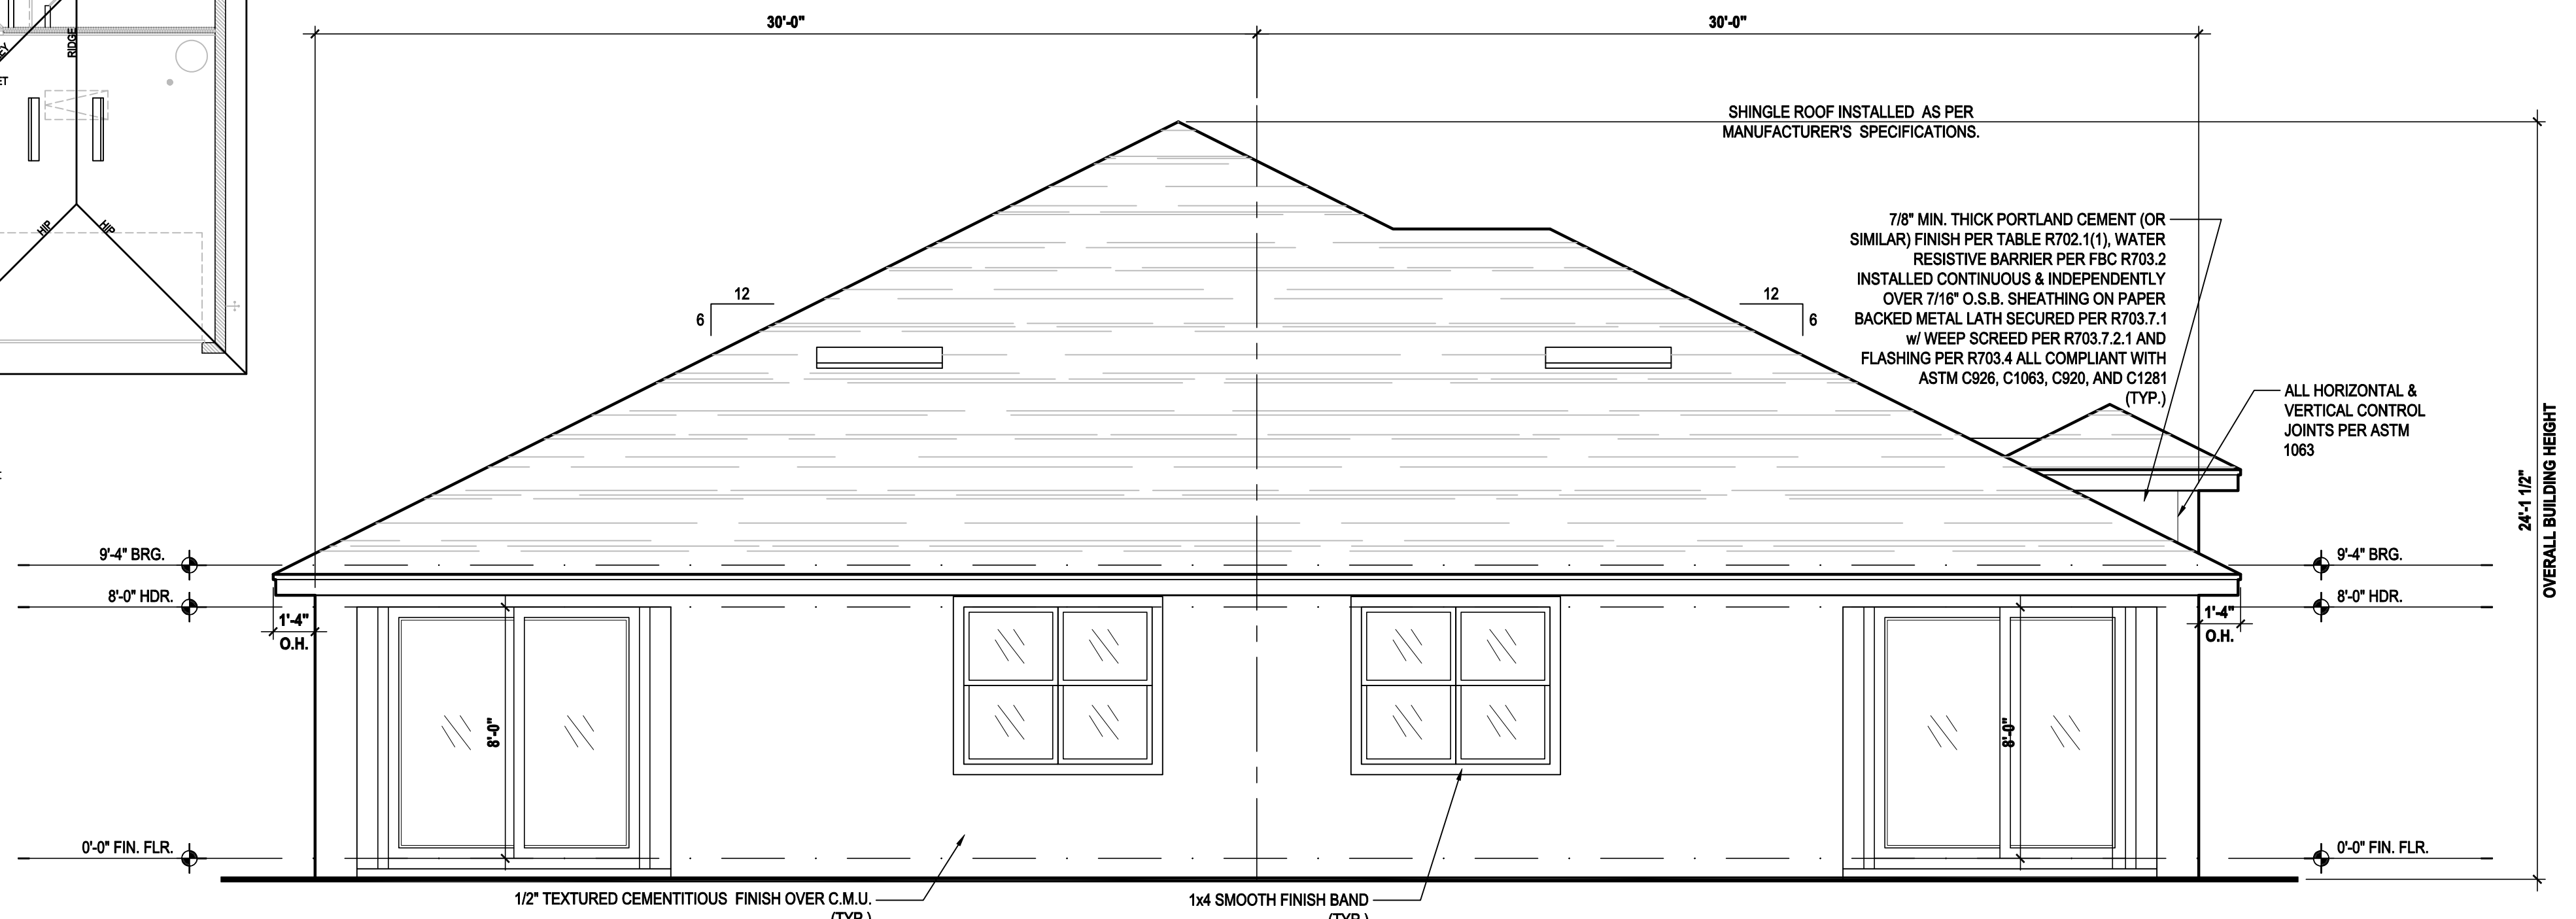 30'-0"
30'-0"
RIDGE
HIP
HIP
SHINGLE ROOF INSTALLED AS PER
MANUFACTURER'S SPECIFICATIONS.
7/8" MIN. THICK PORTLAND CEMENT (OR
SIMILAR) FINISH PER TABLE R702.1(1), WATER
RESISTIVE BARRIER PER FBC R703.2
INSTALLED CONTINUOUS & INDEPENDENTLY
OVER 7/16" O.S.B. SHEATHING ON PAPER
BACKED METAL LATH SECURED PER R703.7.1
w/ WEEP SCREED PER R703.7.2.1 AND
FLASHING PER R703.4 ALL COMPLIANT WITH
ASTM C926, C1063, C920, AND C1281
(TYP.)
12
6
12
6
ALL HORIZONTAL &
VERTICAL CONTROL
JOINTS PER ASTM
1063
24'-1 1/2"
OVERALL BUILDING HEIGHT
9'-4" BRG.
9'-4" BRG.
8'-0" HDR.
8'-0" HDR.
1'-4"
O.H.
1'-4"
O.H.
8'-0"
8'-0"
0'-0" FIN. FLR.
0'-0" FIN. FLR.
1/2" TEXTURED CEMENTITIOUS FINISH OVER C.M.U.
(TYP.)
1x4 SMOOTH FINISH BAND
(TYP.)